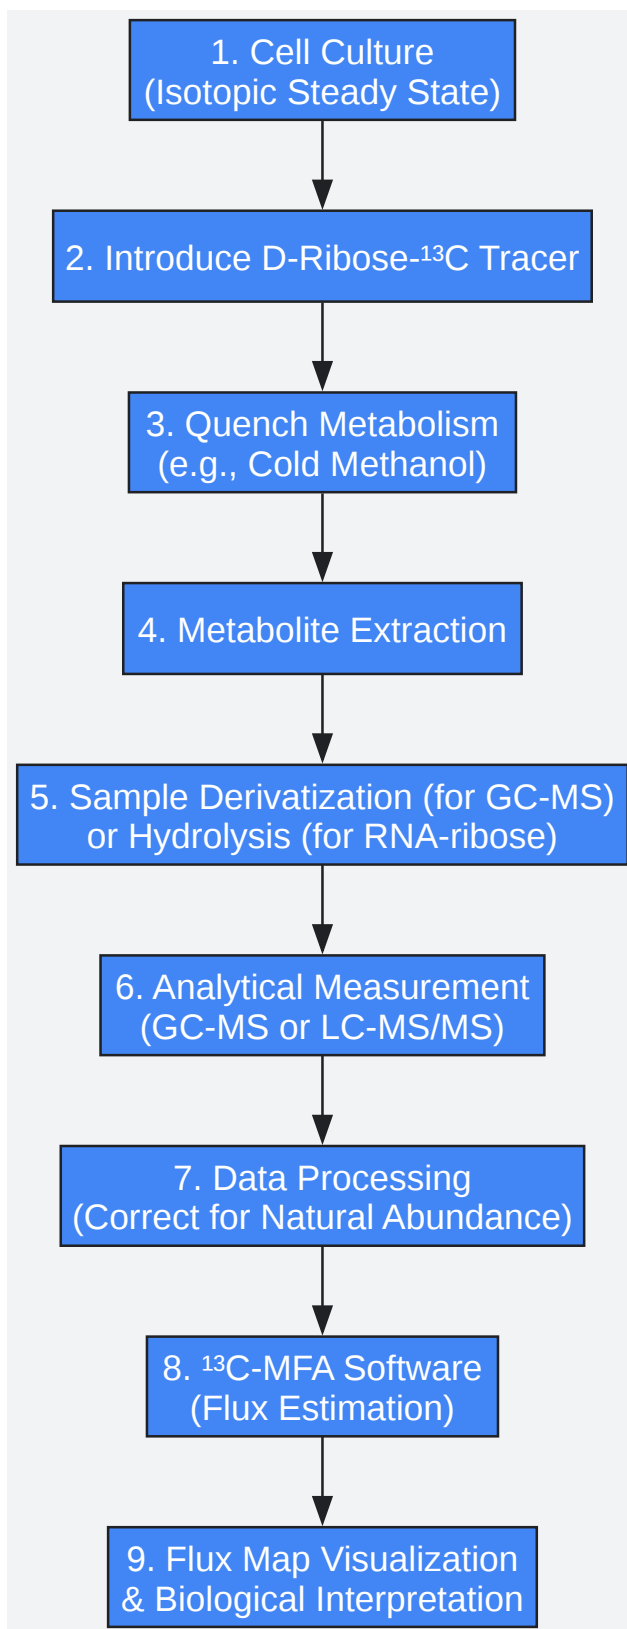 1. Cell Culture
(Isotopic Steady State)
2. Introduce D-Ribose-¹³C Tracer
3. Quench Metabolism
(e.g., Cold Methanol)
4. Metabolite Extraction
5. Sample Derivatization (for GC-MS)
or Hydrolysis (for RNA-ribose)
6. Analytical Measurement
(GC-MS or LC-MS/MS)
7. Data Processing
(Correct for Natural Abundance)
8. ¹³C-MFA Software
(Flux Estimation)
9. Flux Map Visualization
& Biological Interpretation